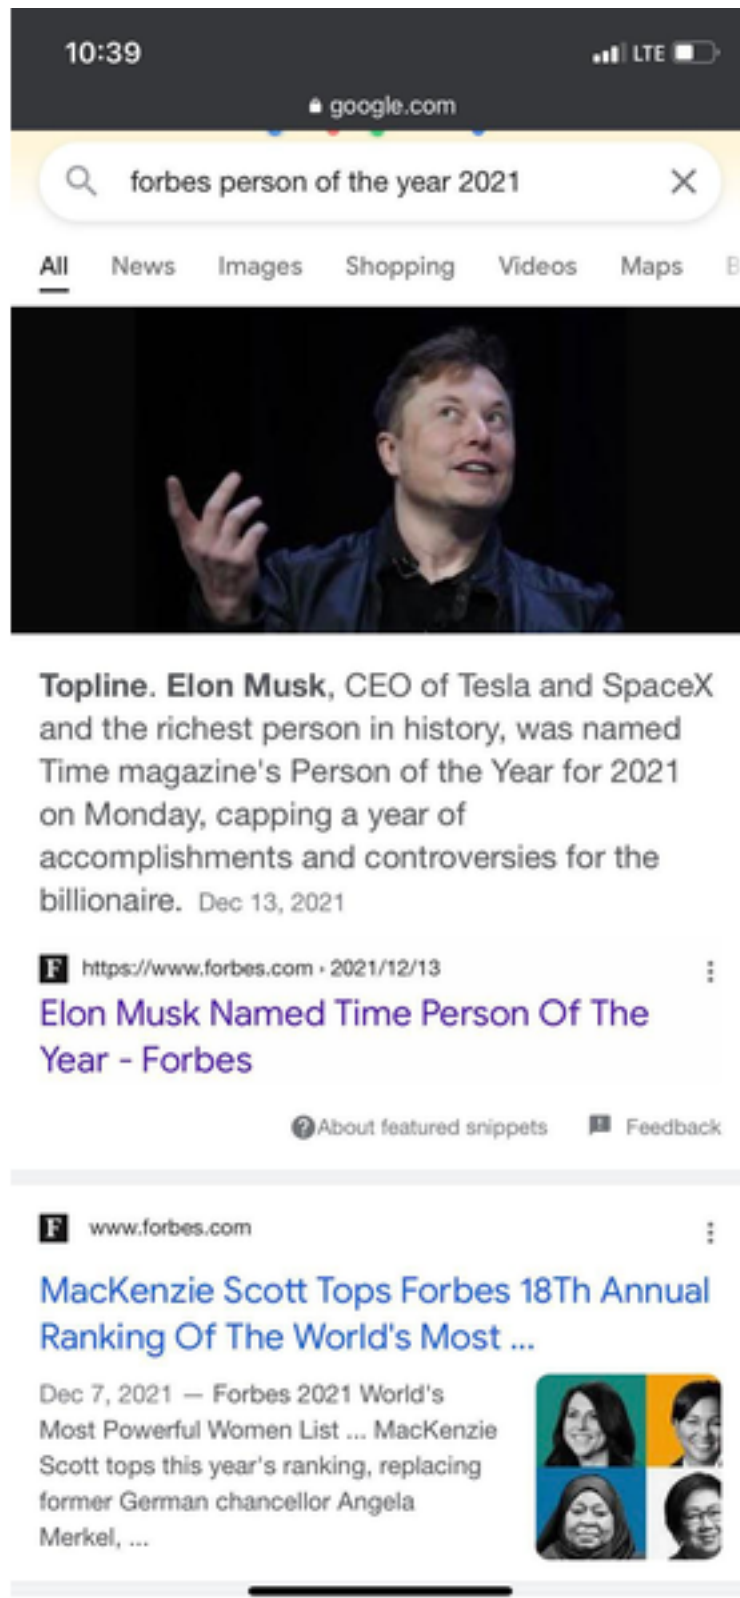 10:39
LTE
google.com
forbes person of the year 2021
All News Images Shopping Videos Maps B
Topline. Elon Musk, CEO of Tesla and SpaceX
and the richest person in history, was named
Time magazine's Person of the Year for 2021
on Monday, capping a year of
accomplishments and controversies for the
billionaire. Dec 13, 2021
F https://www.forbes.com › 2021/12/13
Elon Musk Named Time Person Of The
Year - Forbes
About featured snippets Feedback
F www.forbes.com
MacKenzie Scott Tops Forbes 18Th Annual
Ranking Of The World's Most ...
Dec 7, 2021 — Forbes 2021 World's
Most Powerful Women List ... MacKenzie
Scott tops this year's ranking, replacing
former German chancellor Angela
Merkel, ...